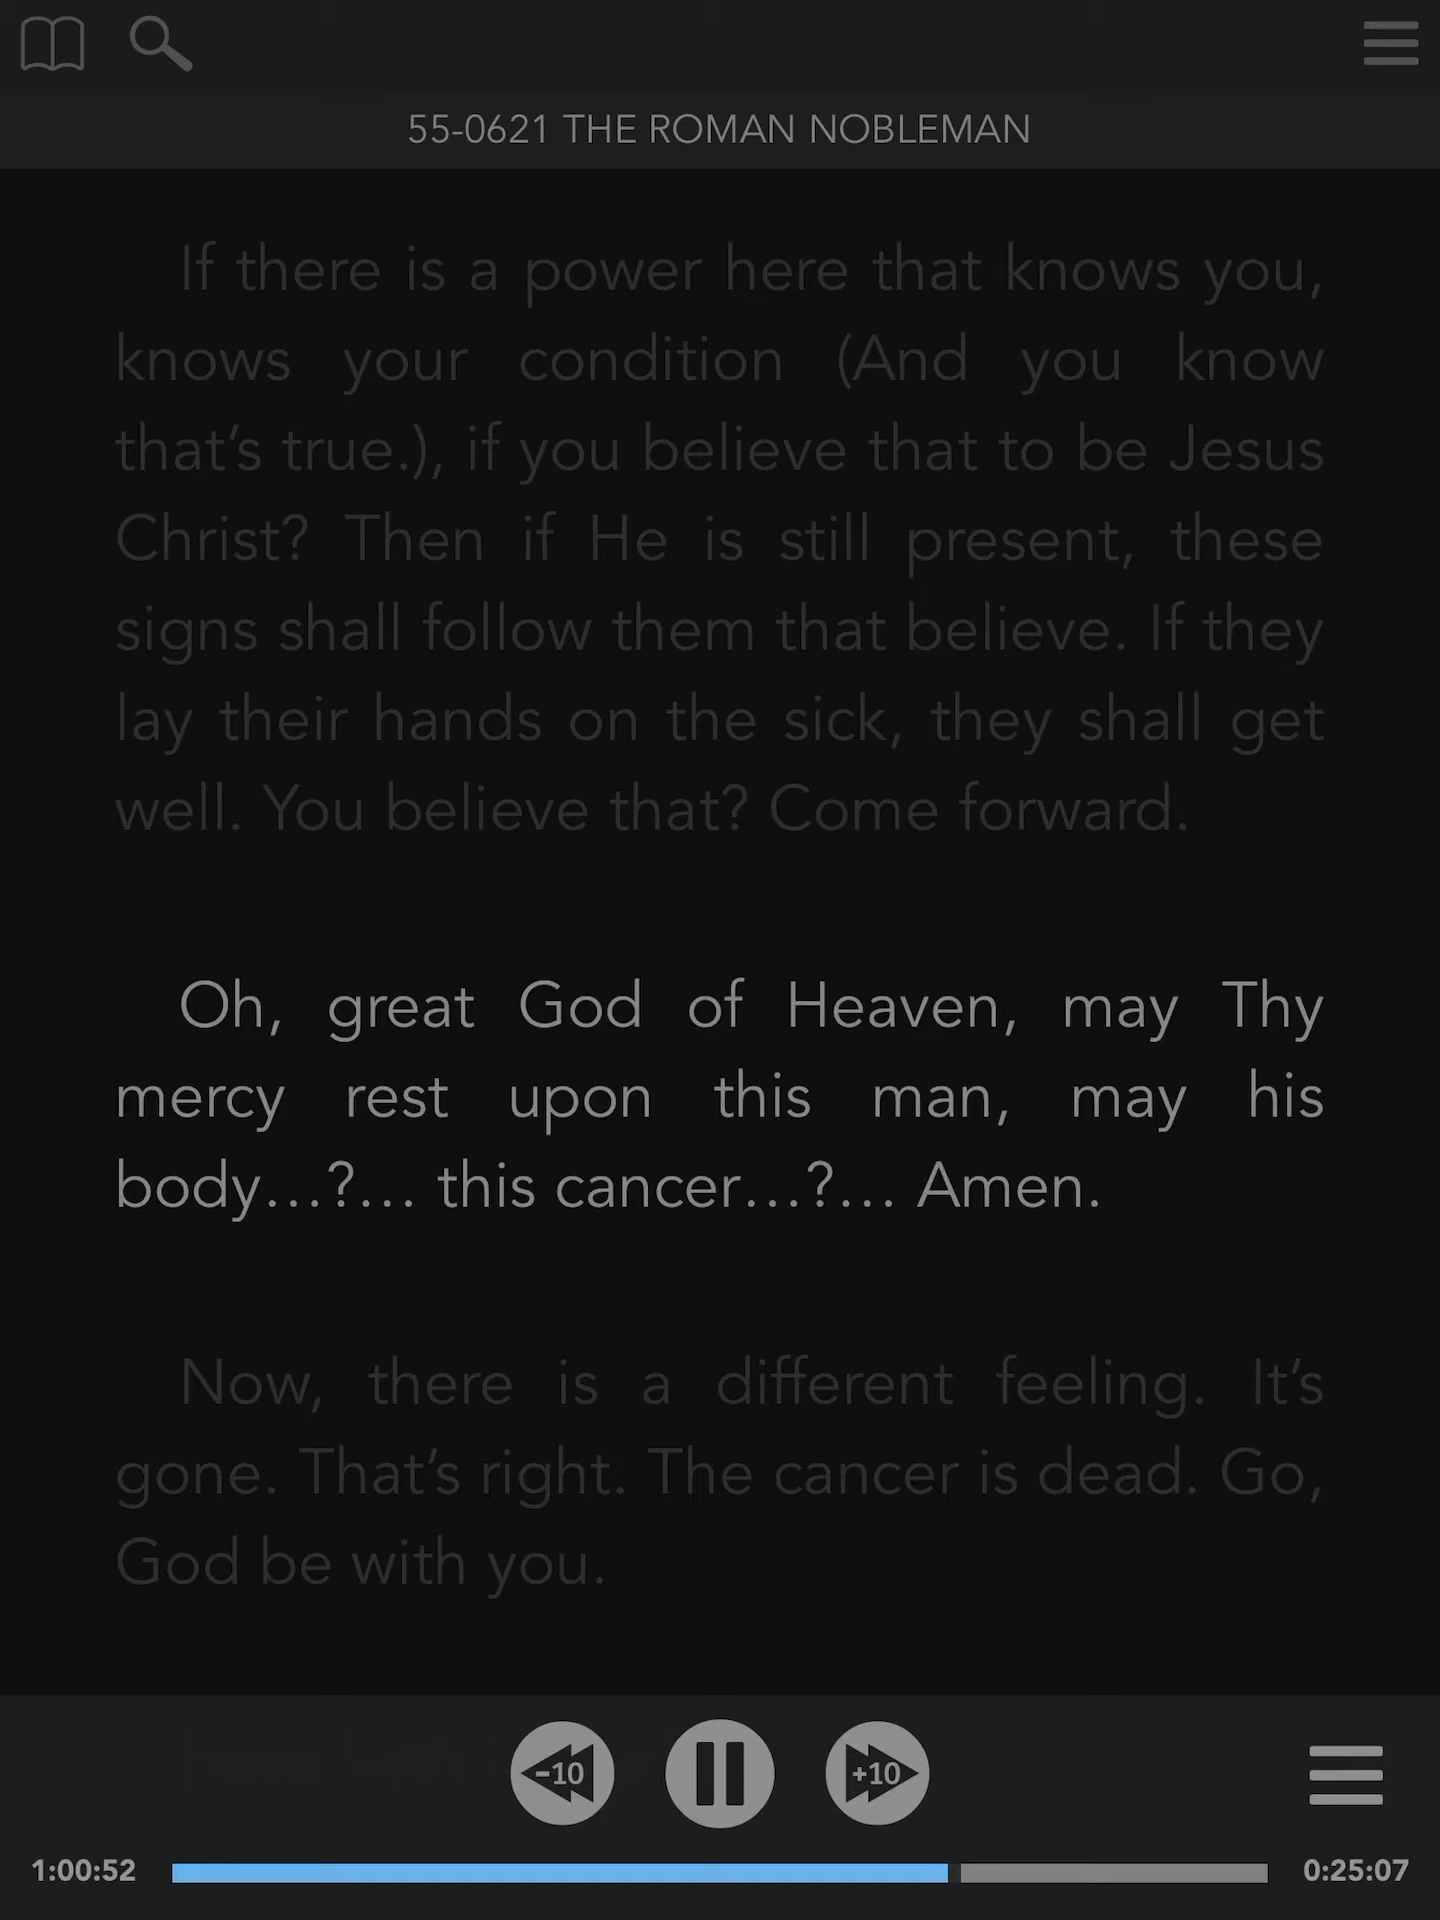 55-0621 THE ROMAN NOBLEMAN
If there is a power here that knows you,
knows your condition (And you know
that’s true.), if you believe that to be Jesus
Christ? Then if He is still present, these
signs shall follow them that believe. If they
lay their hands on the sick, they shall get
well. You believe that? Come forward.
Oh, great God of Heaven, may Thy
mercy rest upon this man, may his
body...?... this cancer...?... Amen.
Now, there is a different feeling. It’s
gone. That’s right. The cancer is dead. Go,
God be with you.
-10 +10
1:00:52 0:25:07